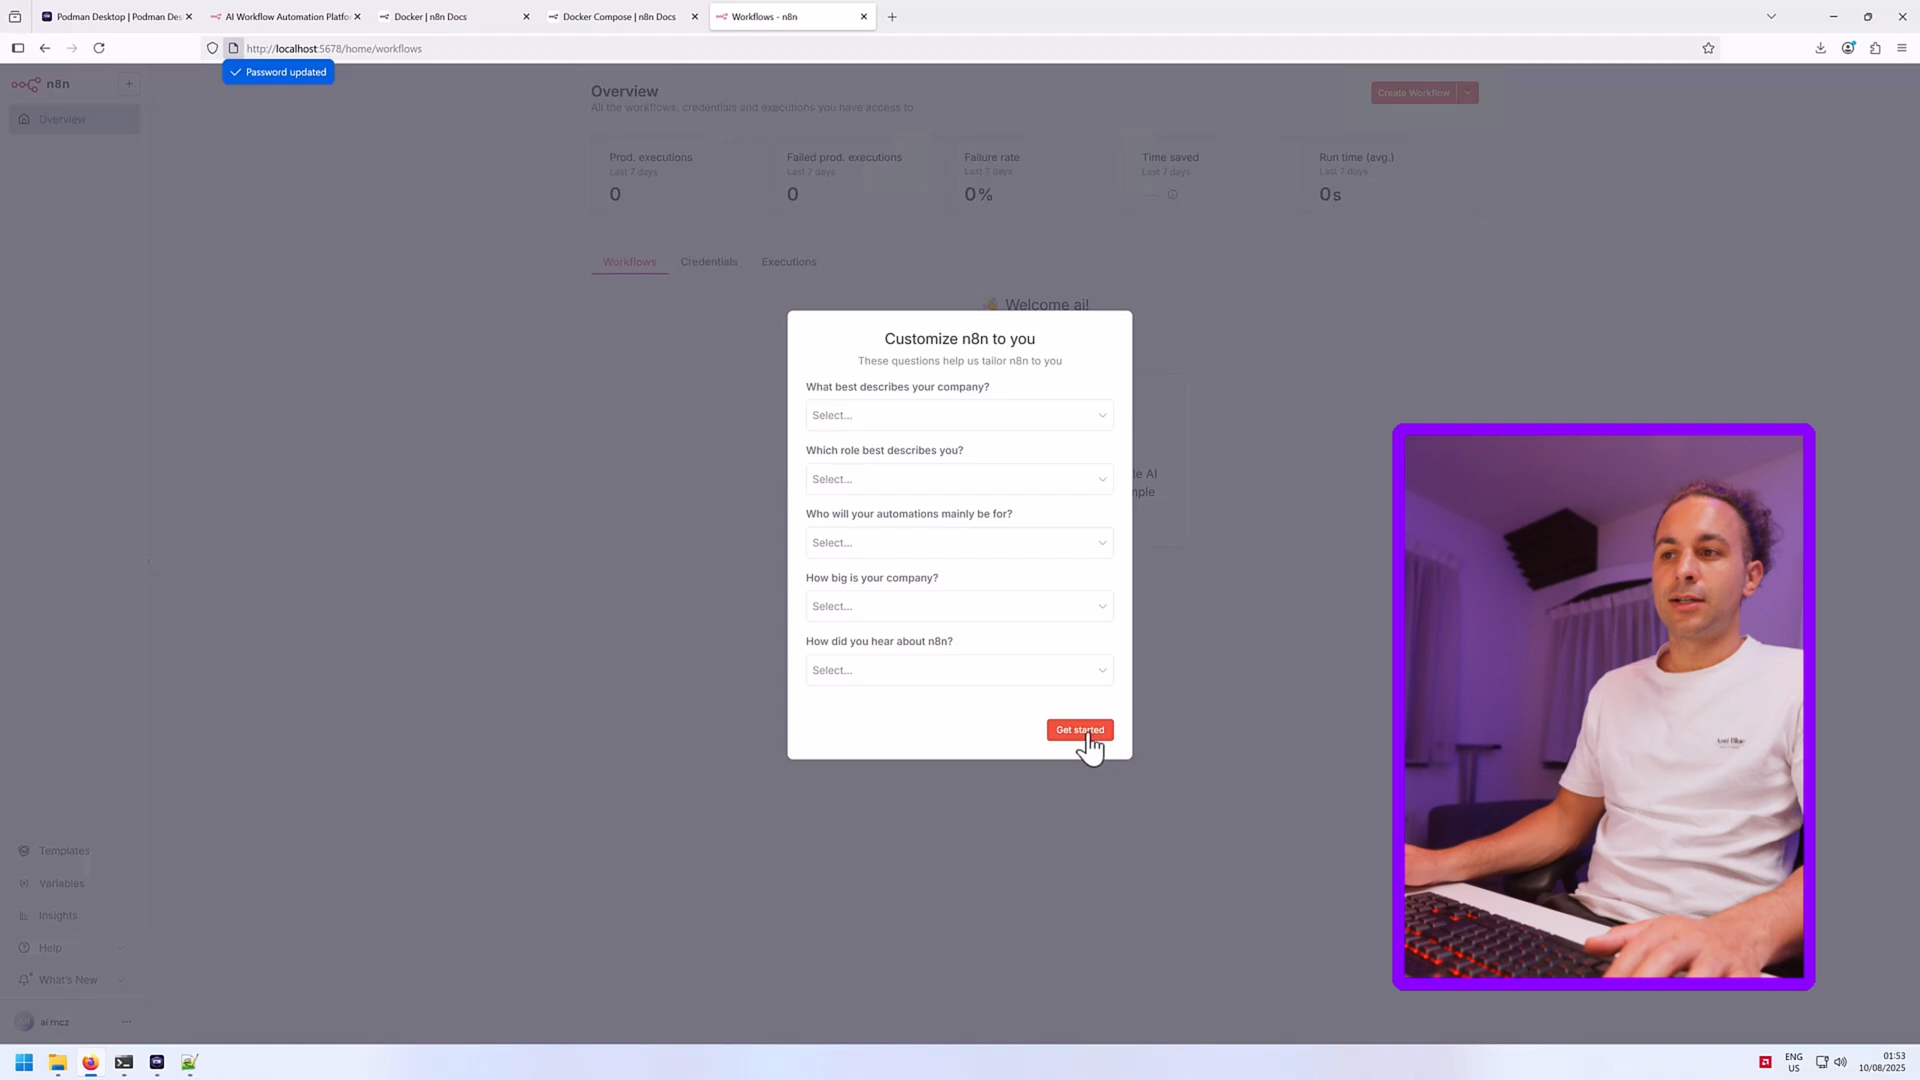 Podman Desktop | Podman Des
AI Workflow Automation Platfo
Docker | n8n Docs
Docker Compose | n8n Docs
Workflows - n8n
http://localhost:5678/home/workflows
Password updated
n8n
Overview
Overview
All the workflows, credentials and executions you have access to
Create Workflow
Prod. executions
Last 7 days
0
Failed prod. executions
Last 7 days
0
Failure rate
Last 7 days
0%
Time saved
Last 7 days
Run time (avg.)
Last 7 days
0s
Workflows
Credentials
Executions
Welcome ai!
Customize n8n to you
These questions help us tailor n8n to you
What best describes your company?
Select...
Which role best describes you?
Select...
Who will your automations mainly be for?
Select...
How big is your company?
Select...
How did you hear about n8n?
Select...
Get started
le AI
mple
Templates
Variables
Insights
Help
What's New
ai rncz
ENG
US
01:53
10/08/2025